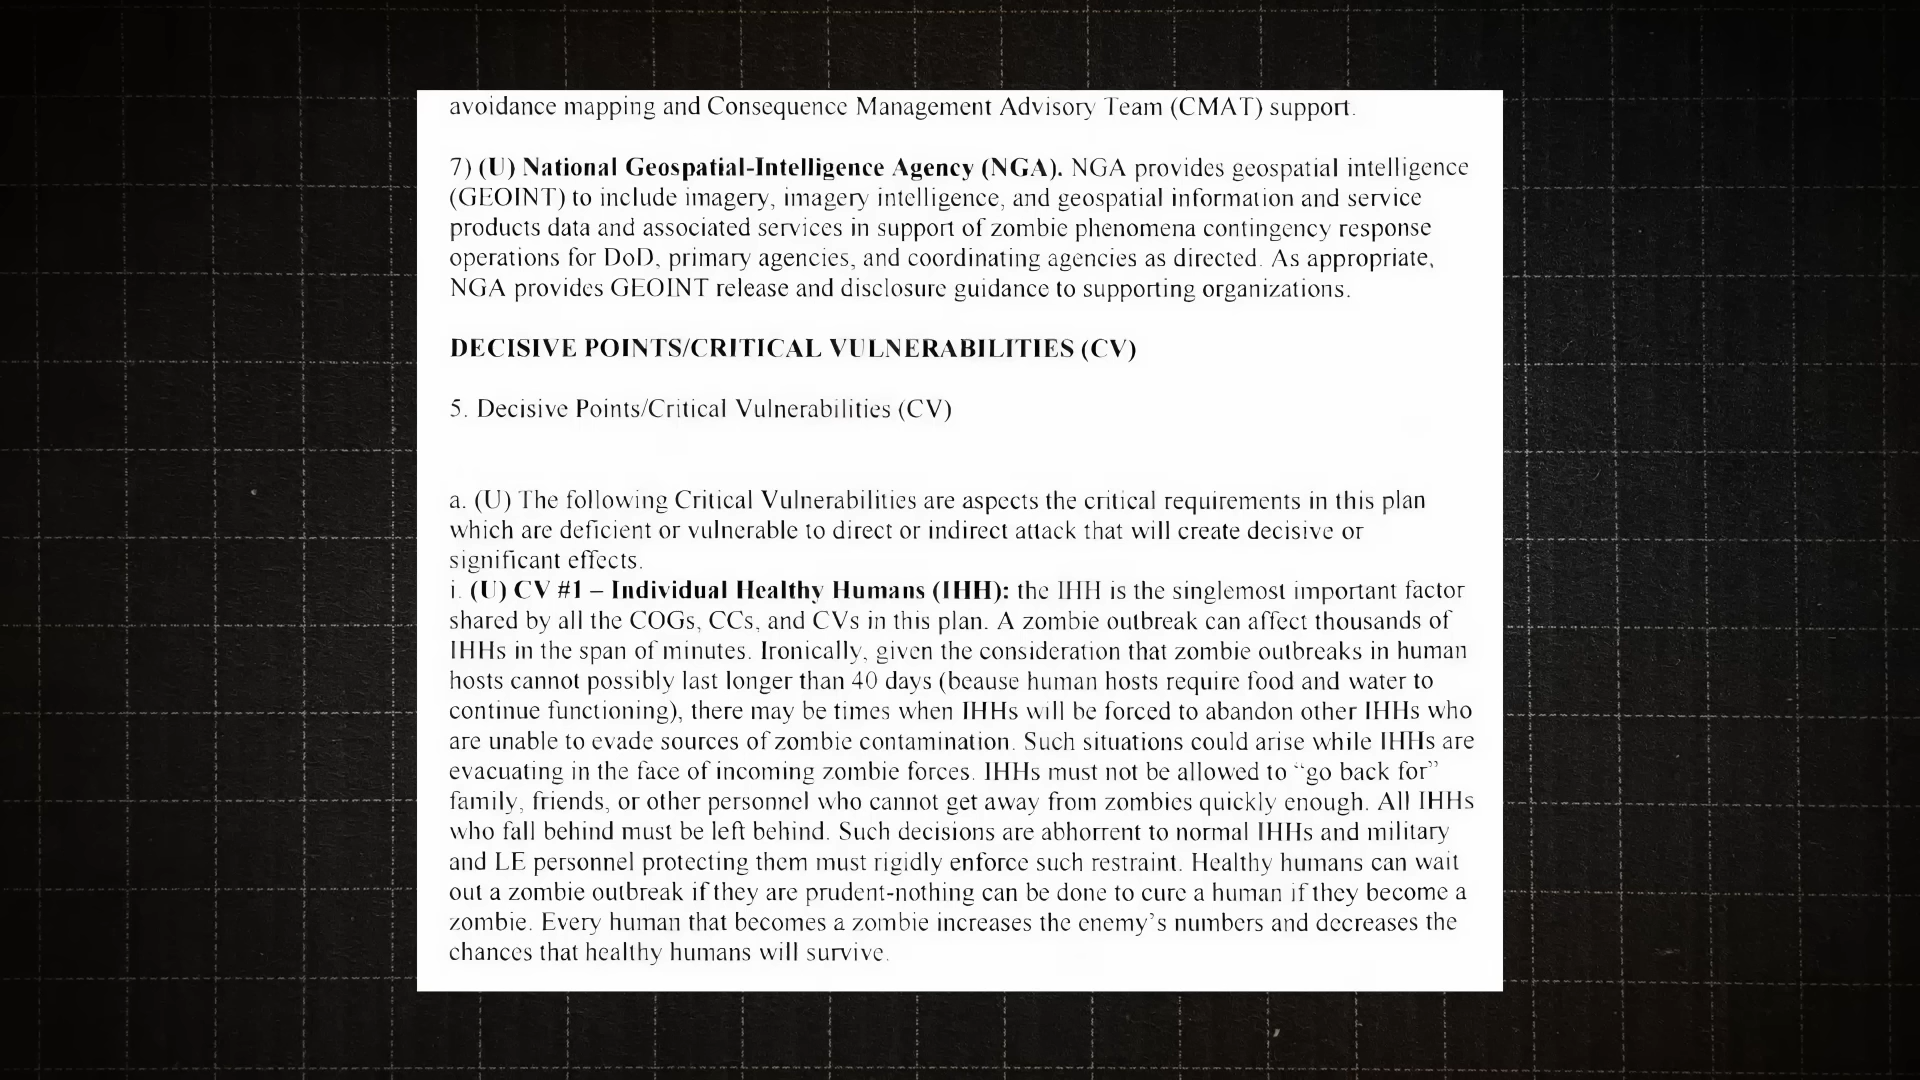 avoidance mapping and Consequence Management Advisory Team (CMAT) support.
7) (U) National Geospatial-Intelligence Agency (NGA). NGA provides geospatial intelligence
(GEOINT) to include imagery, imagery intelligence, and geospatial information and service
products data and associated services in support of zombie phenomena contingency response
operations for DoD, primary agencies, and coordinating agencies as directed. As appropriate,
NGA provides GEOINT release and disclosure guidance to supporting organizations.
DECISIVE POINTS/CRITICAL VULNERABILITIES (CV)
5. Decisive Points/Critical Vulnerabilities (CV)
a. (U) The following Critical Vulnerabilities are aspects the critical requirements in this plan
which are deficient or vulnerable to direct or indirect attack that will create decisive or
significant effects.
i. (U) CV #1 – Individual Healthy Humans (IHH): the IHH is the singlemost important factor
shared by all the COGs, CCs, and CVs in this plan. A zombie outbreak can affect thousands of
IHHs in the span of minutes. Ironically, given the consideration that zombie outbreaks in human
hosts cannot possibly last longer than 40 days (beause human hosts require food and water to
continue functioning), there may be times when IHHs will be forced to abandon other IHHs who
are unable to evade sources of zombie contamination. Such situations could arise while IHHs are
evacuating in the face of incoming zombie forces. IHHs must not be allowed to “go back for”
family, friends, or other personnel who cannot get away from zombies quickly enough. All IHHs
who fall behind must be left behind. Such decisions are abhorrent to normal IHHs and military
and LE personnel protecting them must rigidly enforce such restraint. Healthy humans can wait
out a zombie outbreak if they are prudent-nothing can be done to cure a human if they become a
zombie. Every human that becomes a zombie increases the enemy’s numbers and decreases the
chances that healthy humans will survive.